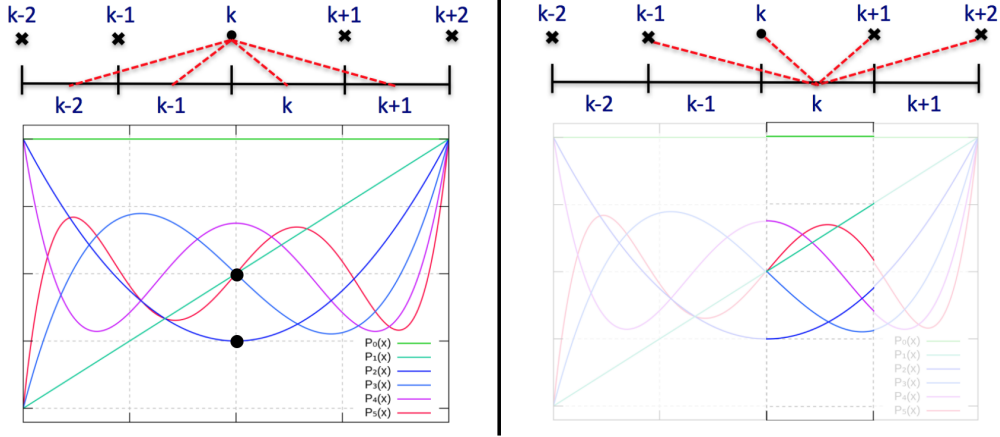 k-2 k-1 k k+1 k+2
k-2 k-1 k k+1
P₀(x)
P₁(x)
P₂(x)
P₃(x)
P₄(x)
P₅(x)
k-2 k-1 k k+1 k+2
k-2 k-1 k k+1
P₀(x)
P₁(x)
P₂(x)
P₃(x)
P₄(x)
P₅(x)